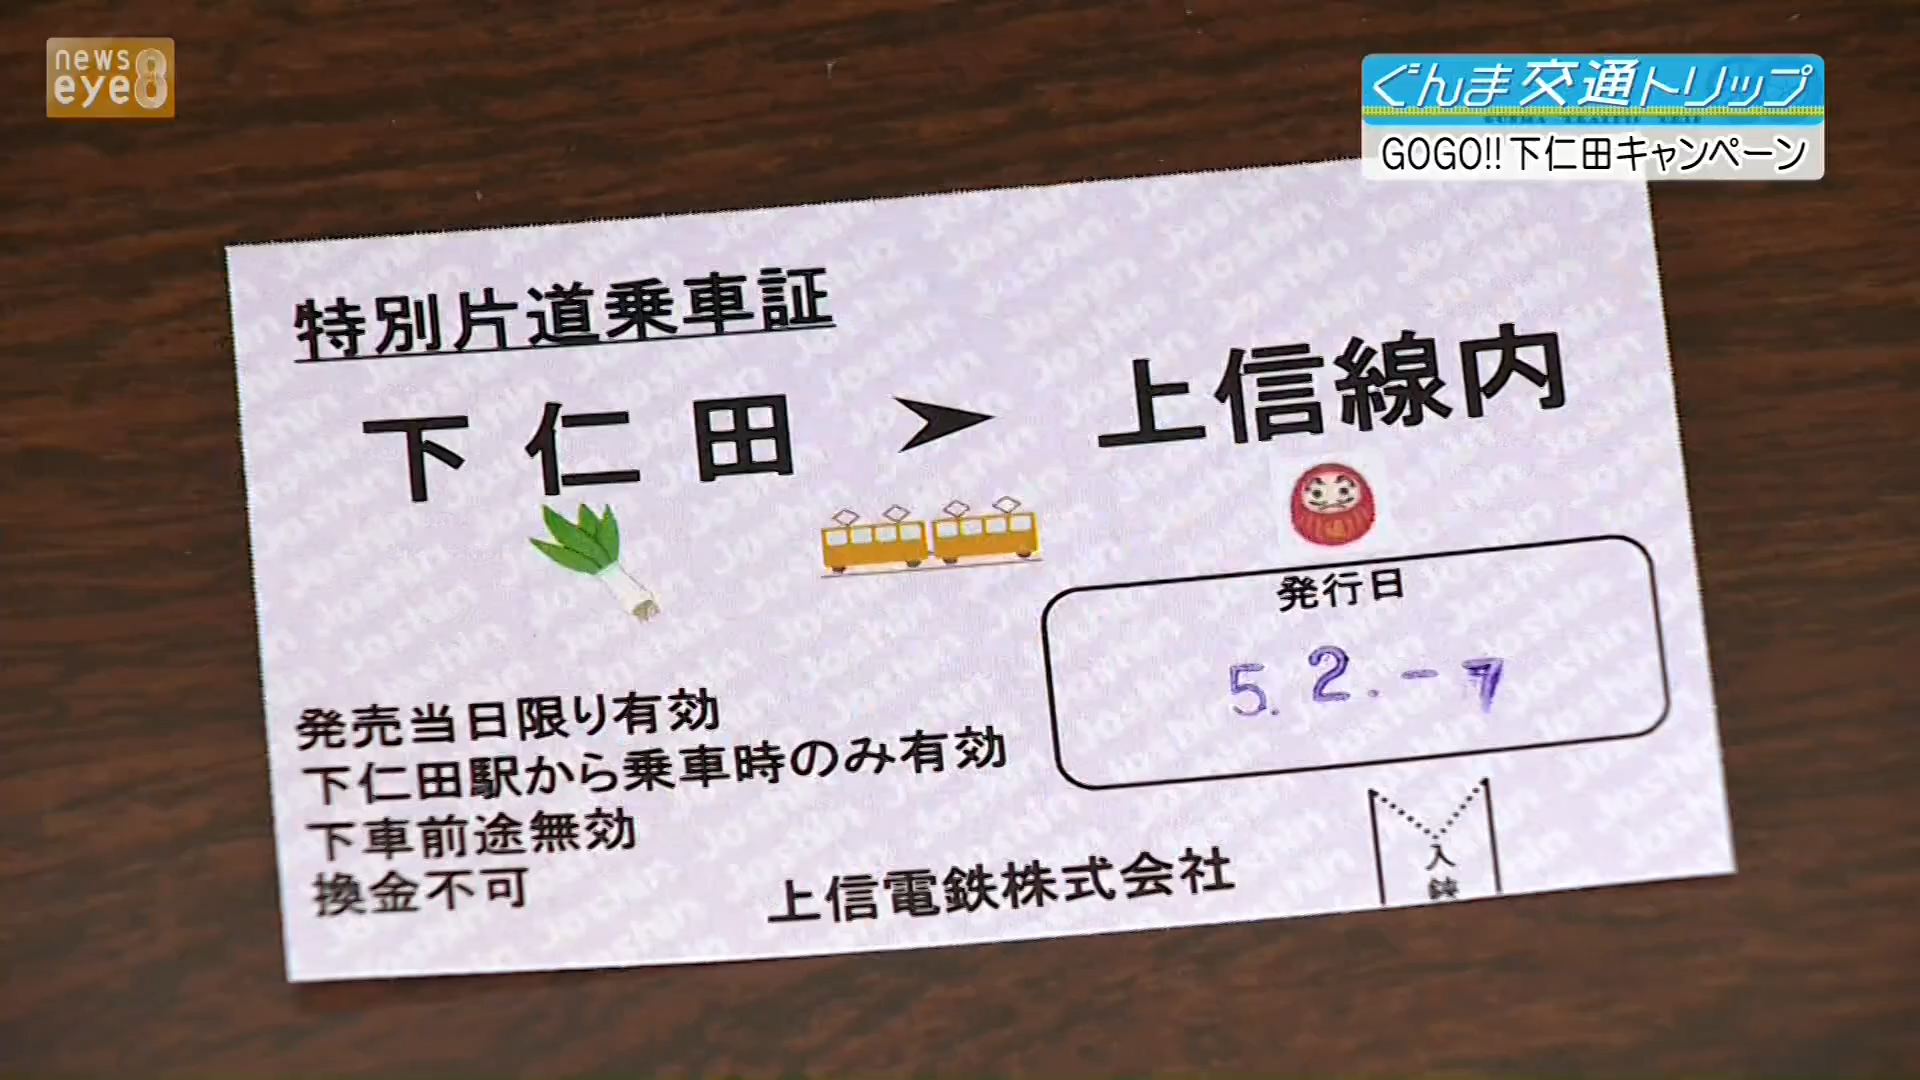 news
eye8
ぐんま交通トリップ
GOGO!!下仁田キャンペーン
特別片道乗車証
下仁田 ➤ 上信線内
発行日
5.2.-7
発売当日限り有効
下仁田駅から乗車時のみ有効
下車前途無効
換金不可
上信電鉄株式会社
入
鋏